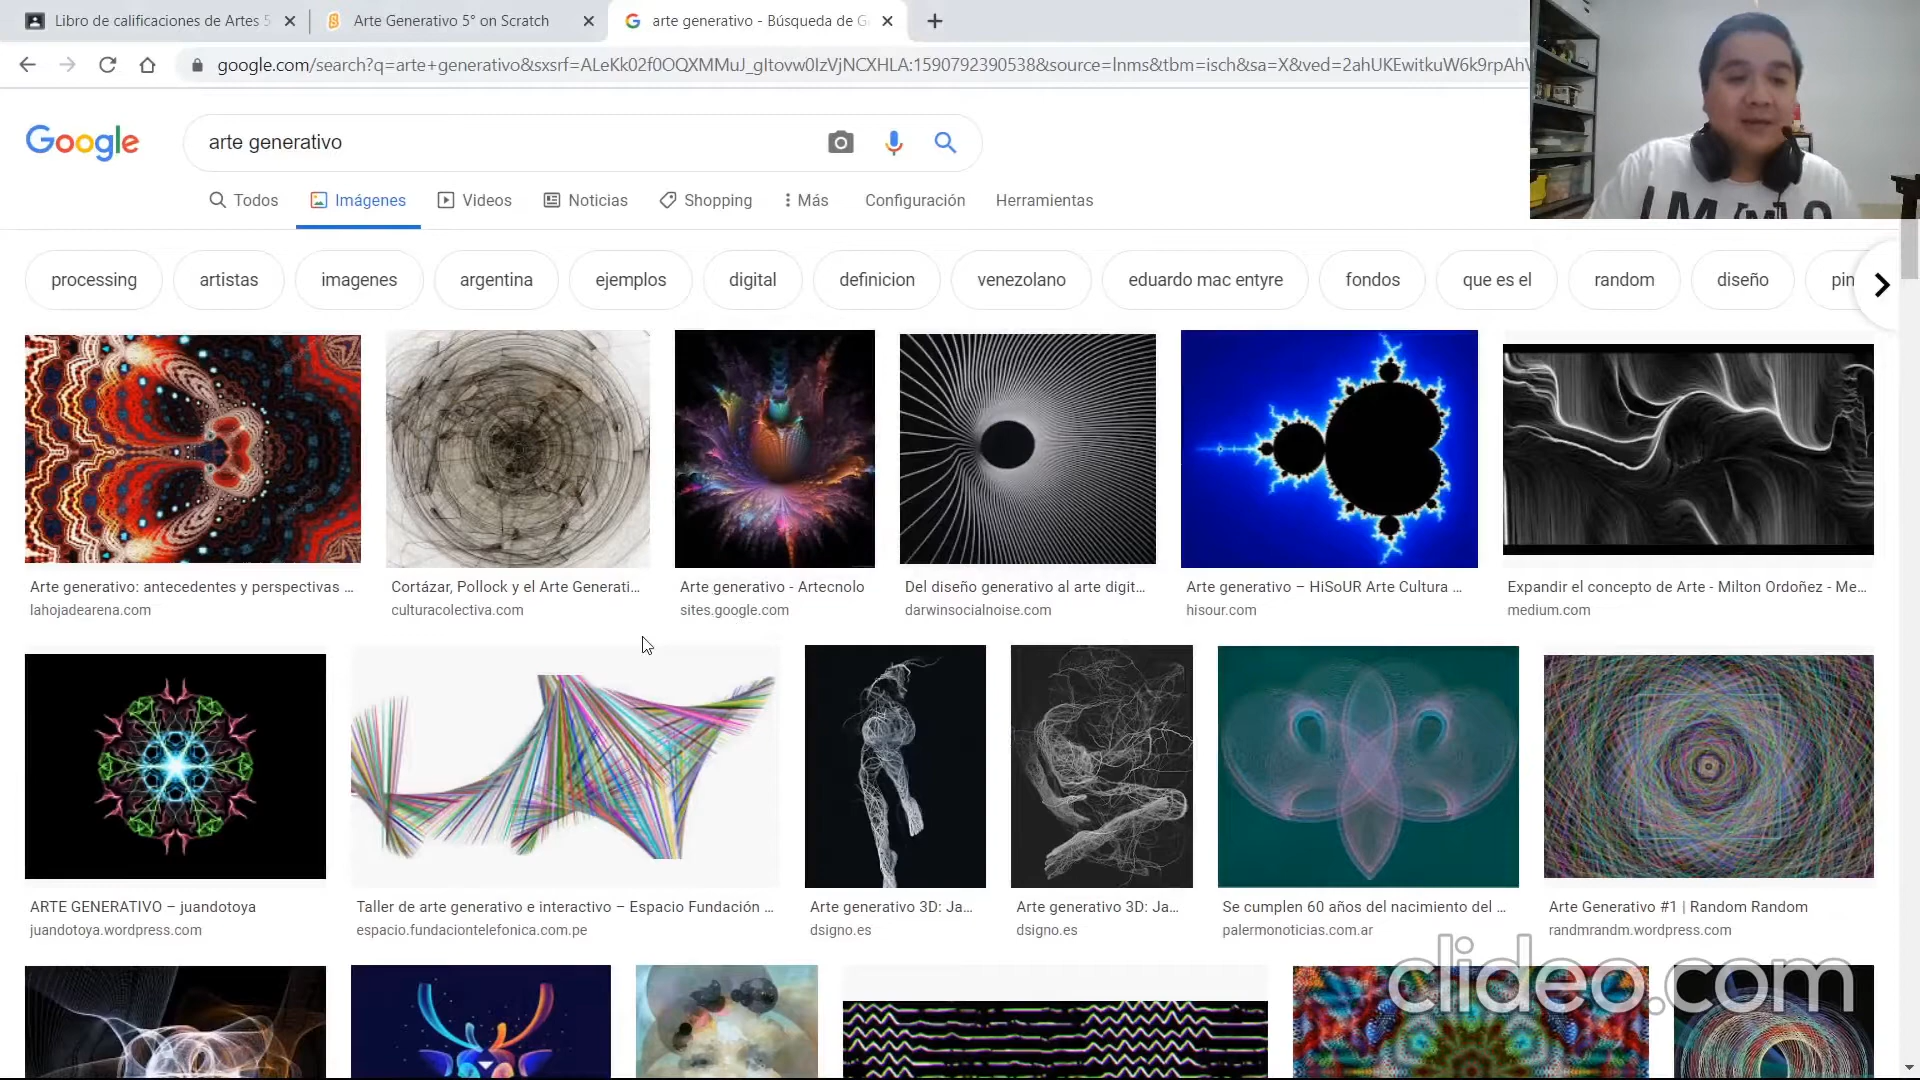 Libro de calificaciones de Artes 5
Arte Generativo 5° on Scratch
arte generativo - Búsqueda de G
google.com/search?q=arte+generativo&sxsrf=ALeKk02f0OQXMMuJ_gItovw0IzVjNCXHLA:1590792390538&source=lnms&tbm=isch&sa=X&ved=2ahUKEwitkuW6k9rpAhV
Google
arte generativo
Todos
Imágenes
Videos
Noticias
Shopping
Más
Configuración
Herramientas
processing
artistas
imagenes
argentina
ejemplos
digital
definicion
venezolano
eduardo mac entyre
fondos
que es el
random
diseño
pin
Arte generativo: antecedentes y perspectivas ...
lahojadearena.com
Cortázar, Pollock y el Arte Generati...
culturacolectiva.com
Arte generativo - Artecnolo
sites.google.com
Del diseño generativo al arte digit...
darwinsocialnoise.com
Arte generativo – HiSoUR Arte Cultura ...
hisour.com
Expandir el concepto de Arte - Milton Ordoñez - Me...
medium.com
ARTE GENERATIVO – juandotoya
juandotoya.wordpress.com
Taller de arte generativo e interactivo – Espacio Fundación ...
espacio.fundaciontelefonica.com.pe
Arte generativo 3D: Ja...
dsigno.es
Arte generativo 3D: Ja...
dsigno.es
Se cumplen 60 años del nacimiento del ...
palermonoticias.com.ar
Arte Generativo #1 | Random Random
randmrandm.wordpress.com
clideo.com